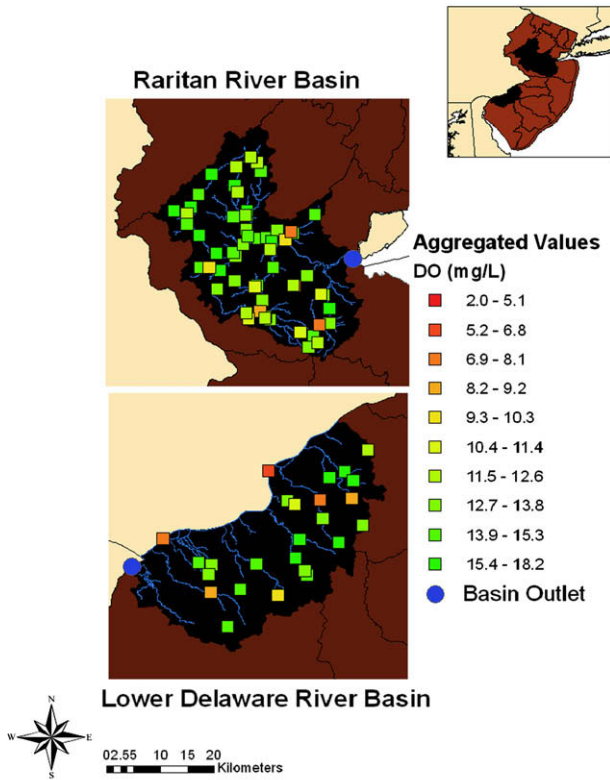 Raritan River Basin
Aggregated Values
DO (mg/L)
2.0 - 5.1
5.2 - 6.8
6.9 - 8.1
8.2 - 9.2
9.3 - 10.3
10.4 - 11.4
11.5 - 12.6
12.7 - 13.8
13.9 - 15.3
15.4 - 18.2
Basin Outlet
Lower Delaware River Basin
N
W E
S
02.55 10 15 20
Kilometers